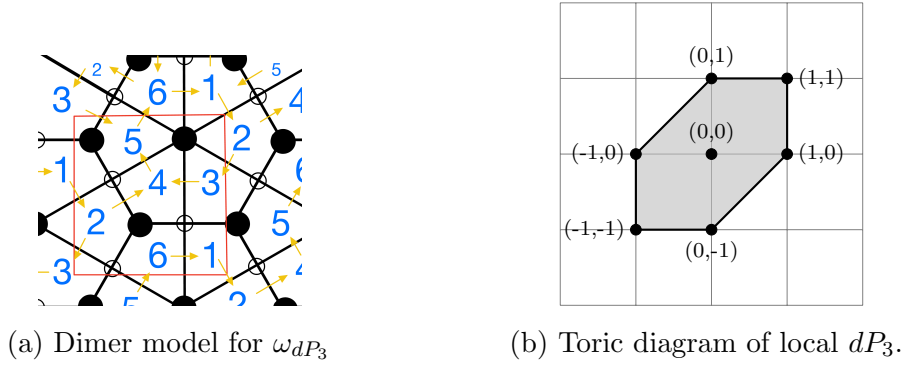 2 5
3 6 1 4
5 2
1 4 3 6
2 5
6 1
3 5 2 4
(0,1)
(1,1)
(0,0)
(-1,0) (1,0)
(-1,-1)
(0,-1)
(a) Dimer model for ω_{dP_3}
(b) Toric diagram of local dP_3.